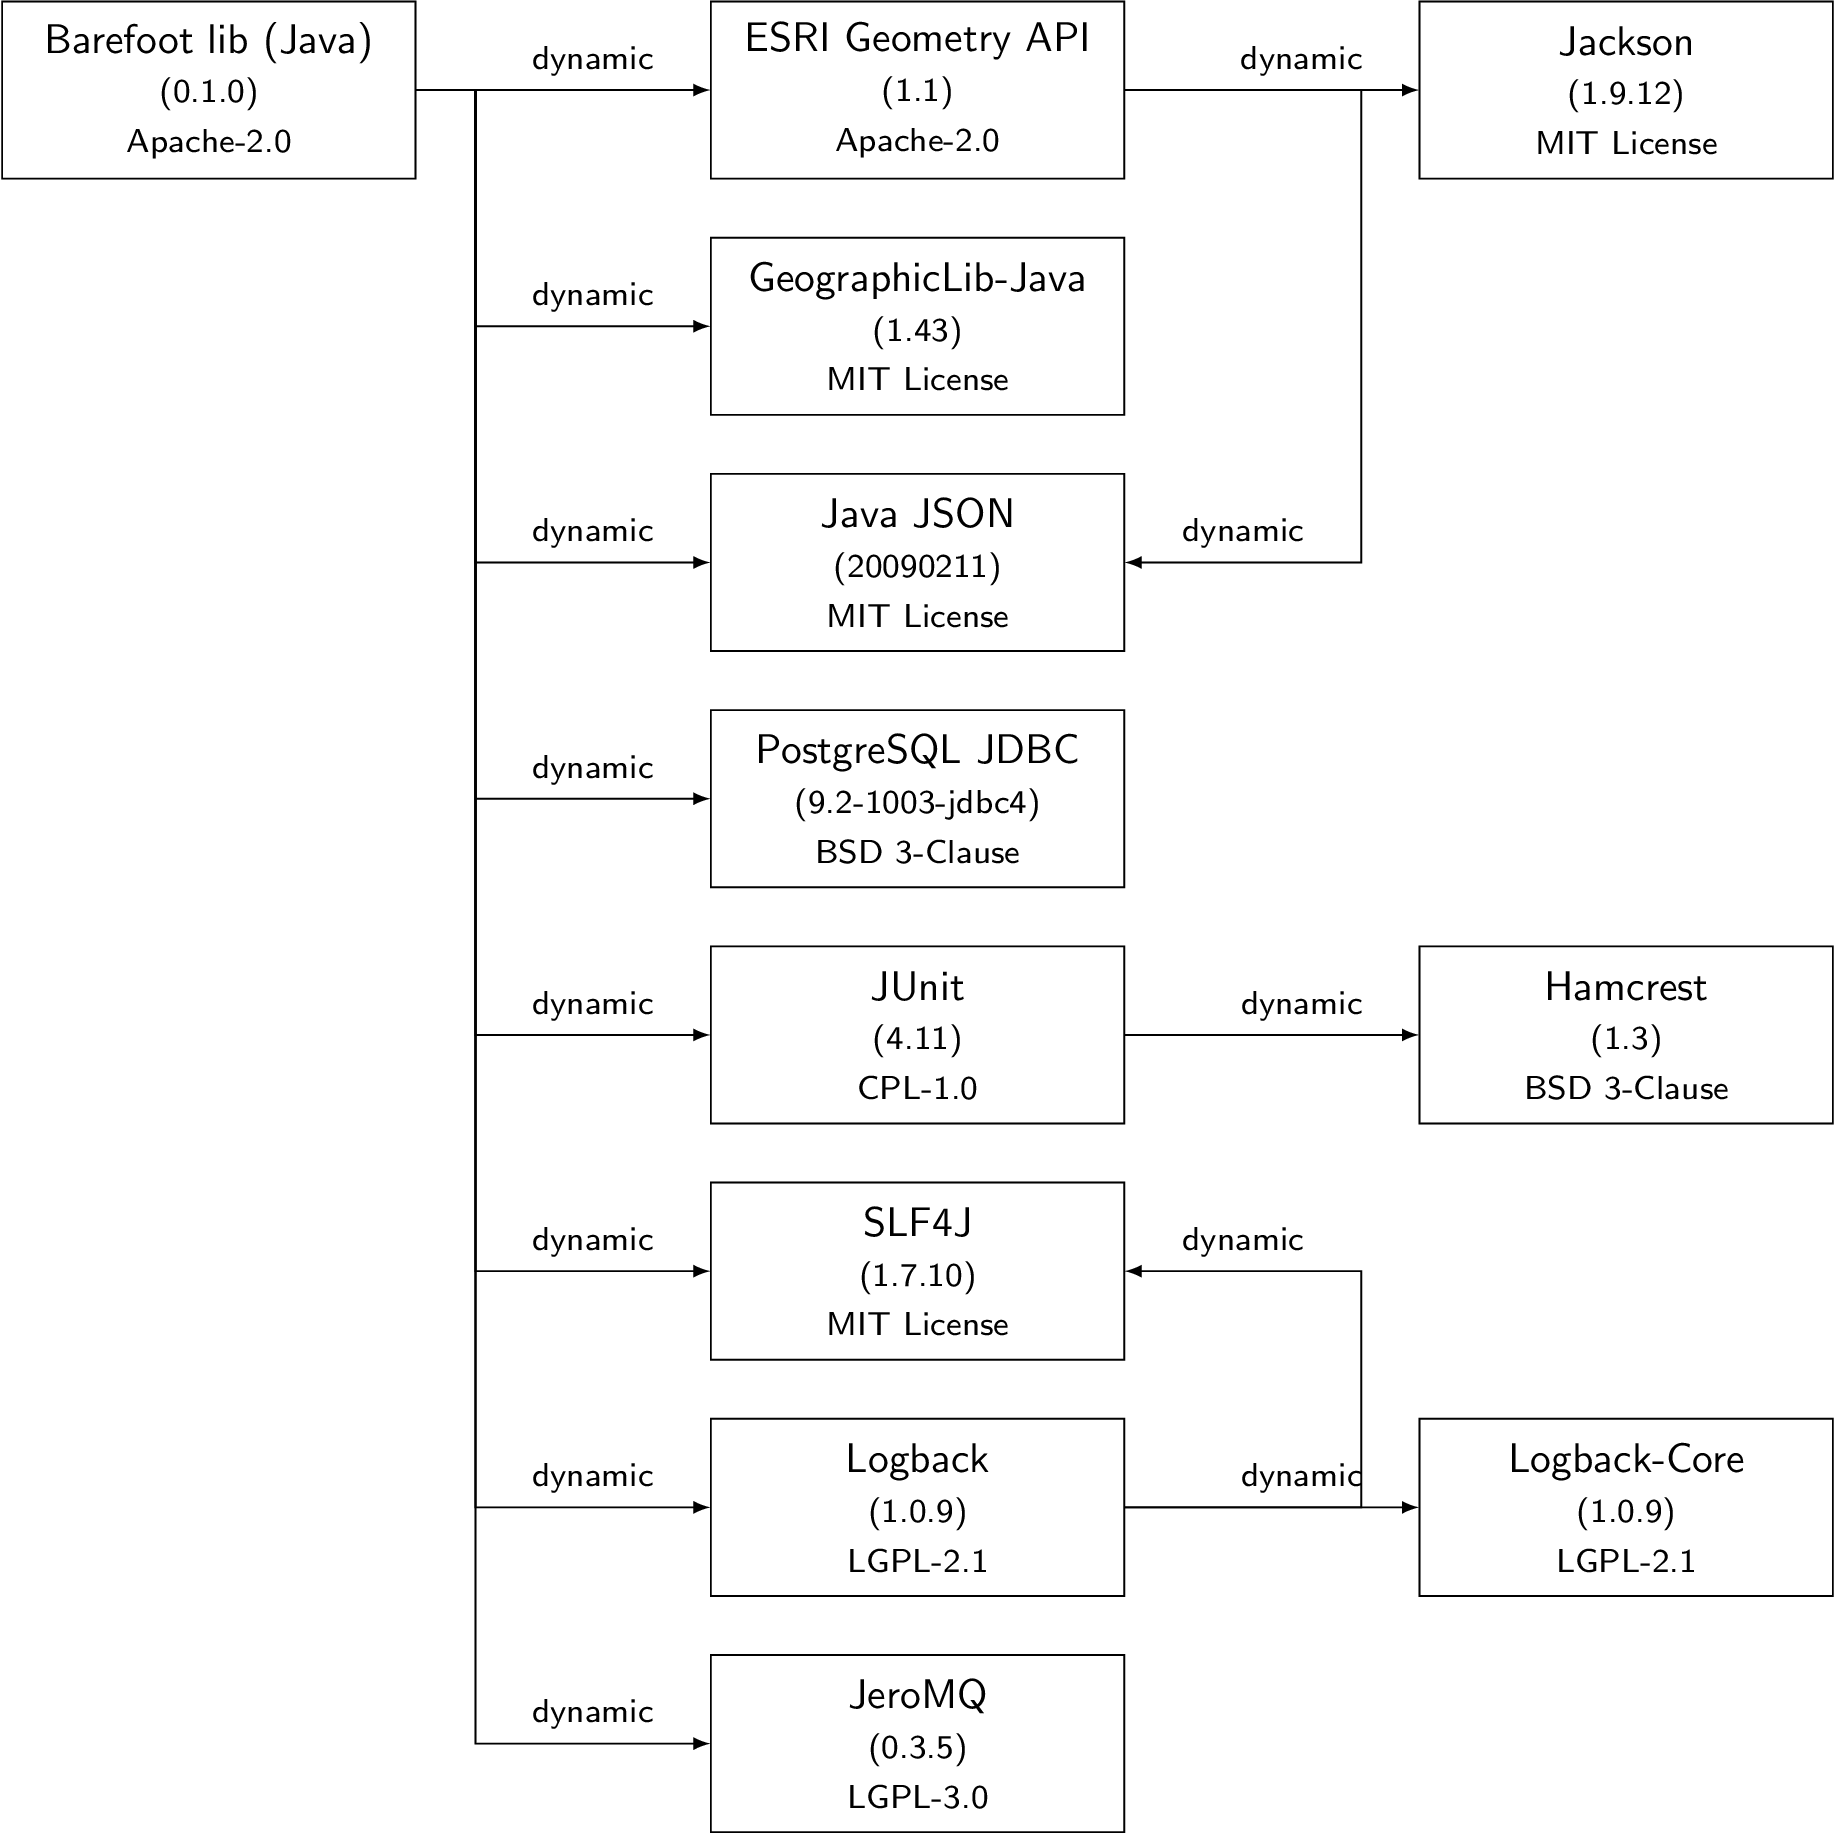 Barefoot lib (Java)
(0.1.0)
Apache-2.0
dynamic
ESRI Geometry API
(1.1)
Apache-2.0
dynamic
Jackson
(1.9.12)
MIT License
dynamic
GeographicLib-Java
(1.43)
MIT License
dynamic
Java JSON
(20090211)
MIT License
dynamic
dynamic
PostgreSQL JDBC
(9.2-1003-jdbc4)
BSD 3-Clause
dynamic
JUnit
(4.11)
CPL-1.0
dynamic
Hamcrest
(1.3)
BSD 3-Clause
dynamic
SLF4J
(1.7.10)
MIT License
dynamic
dynamic
Logback
(1.0.9)
LGPL-2.1
dynamic
Logback-Core
(1.0.9)
LGPL-2.1
dynamic
JeroMQ
(0.3.5)
LGPL-3.0